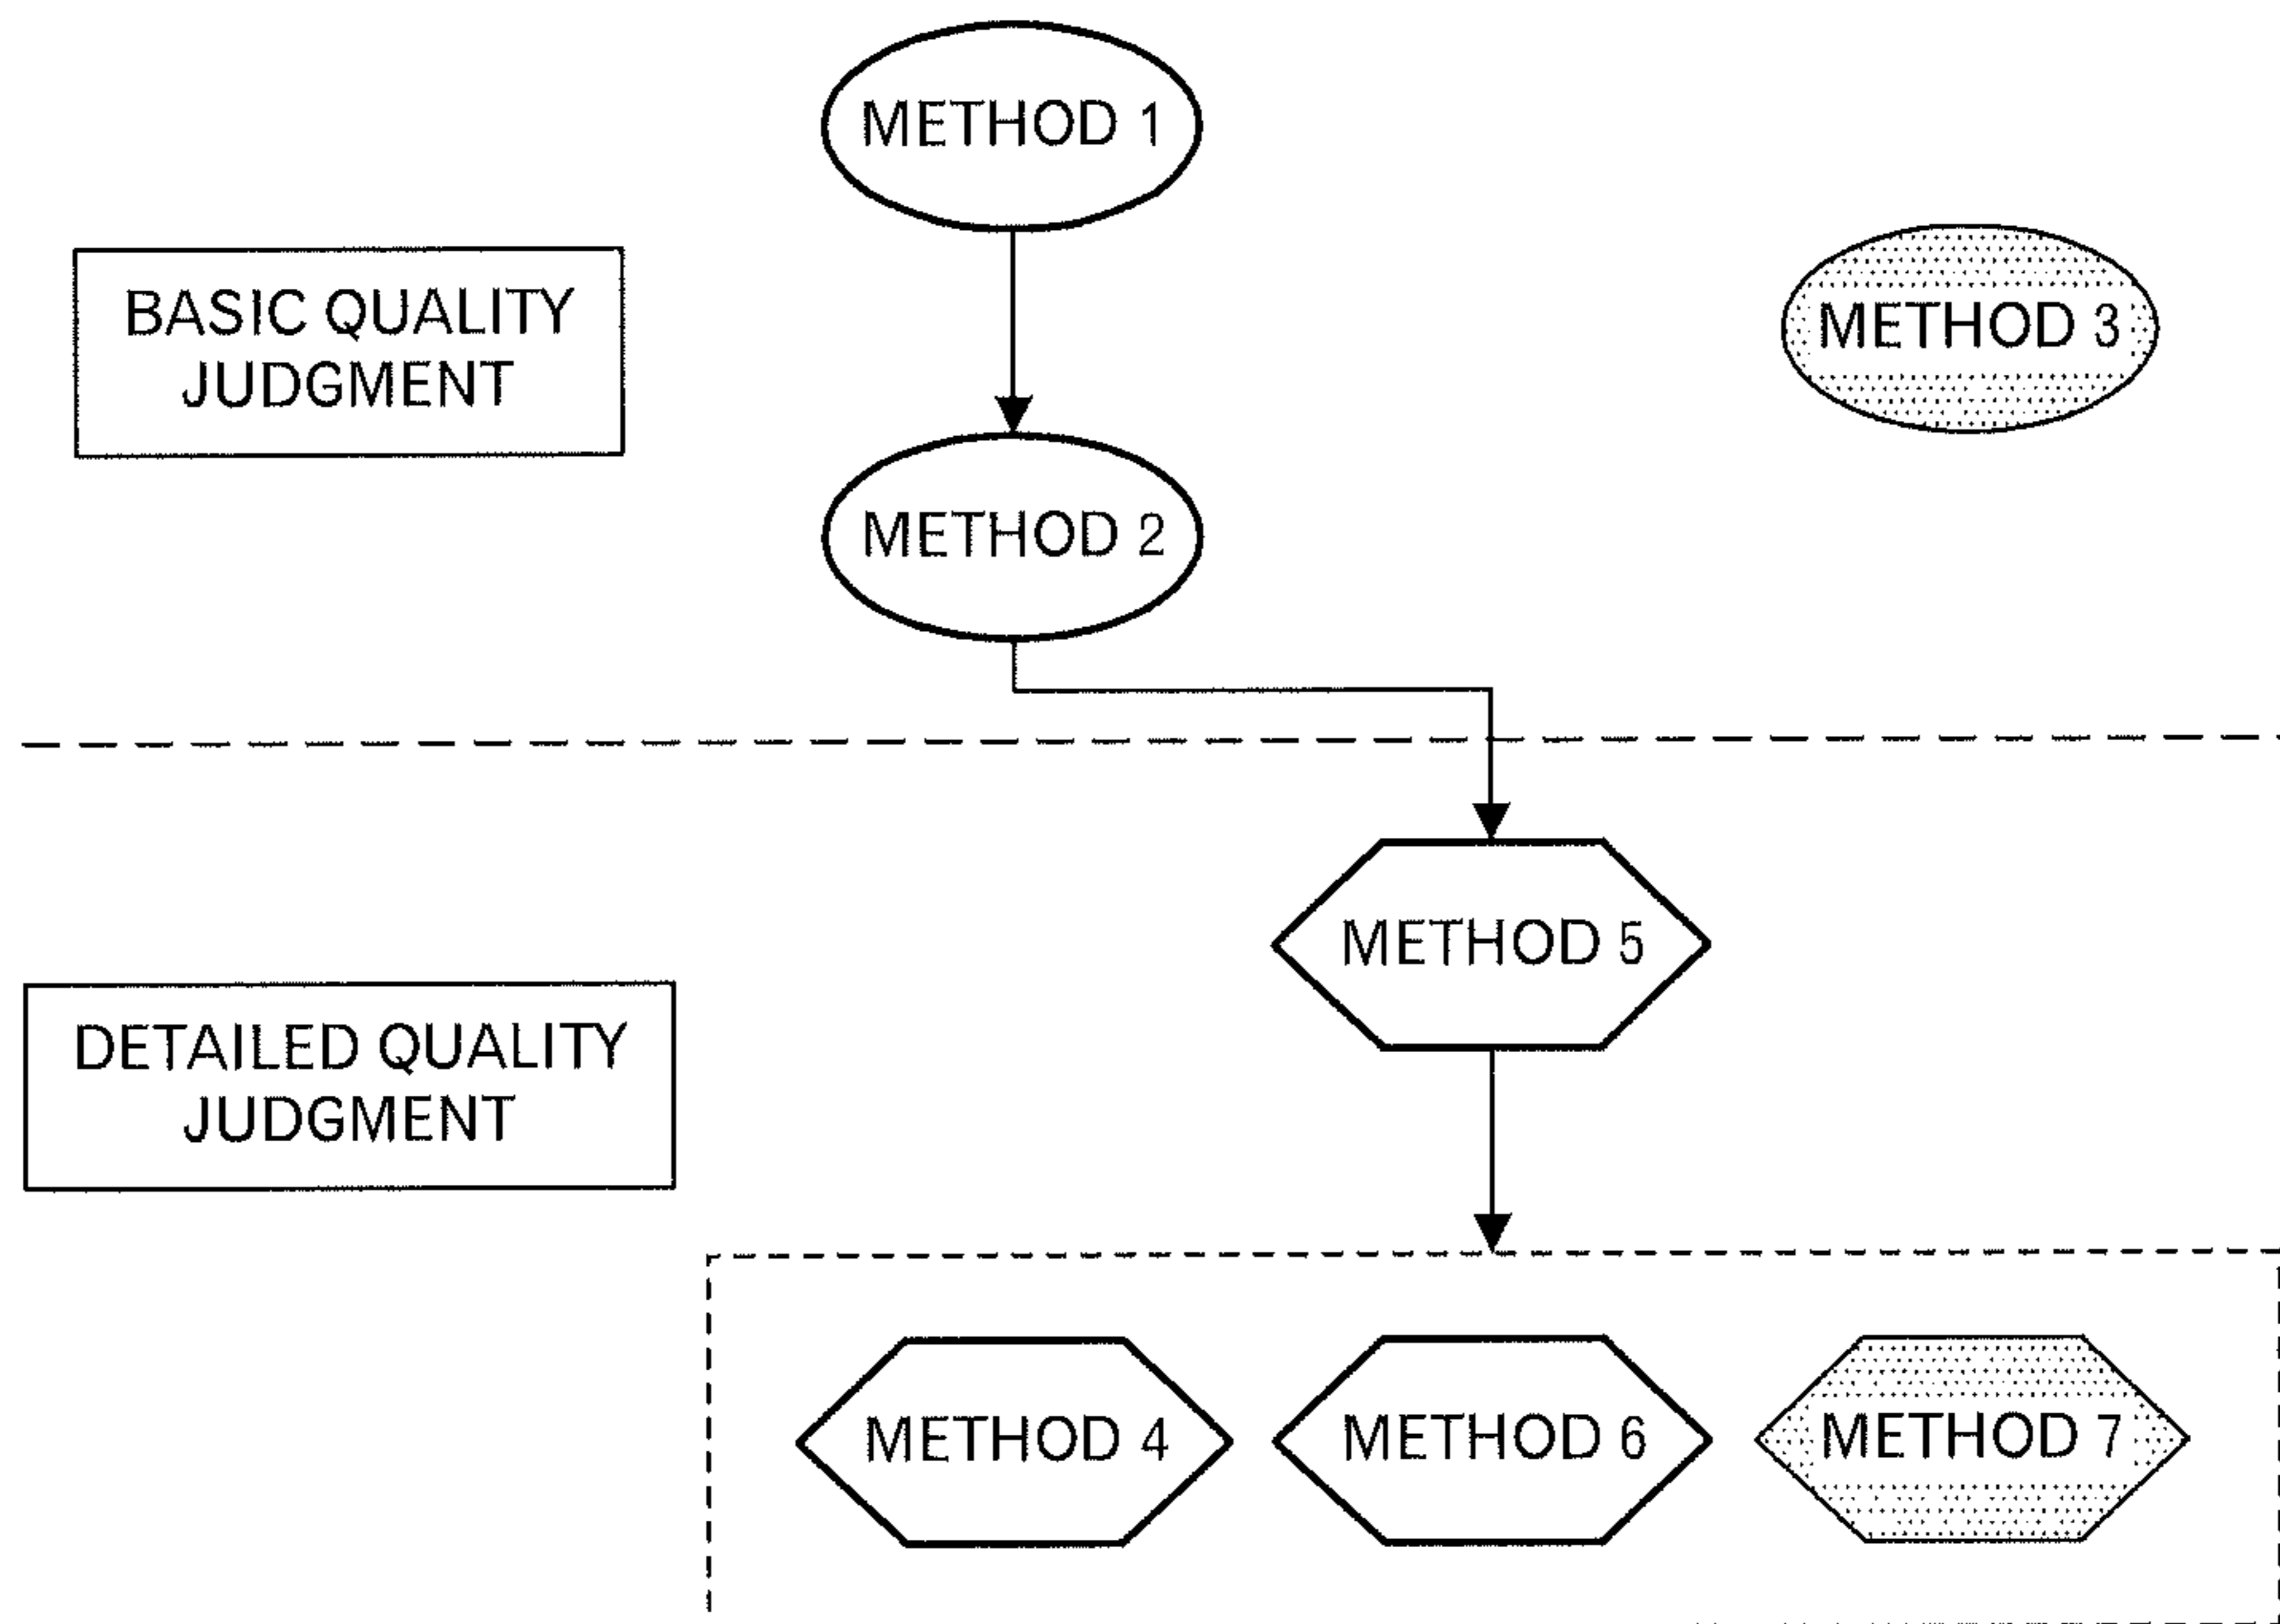 METHOD 1
BASIC QUALITY
JUDGMENT
METHOD 3
METHOD 2
METHOD 5
DETAILED QUALITY
JUDGMENT
METHOD 4
METHOD 6
METHOD 7